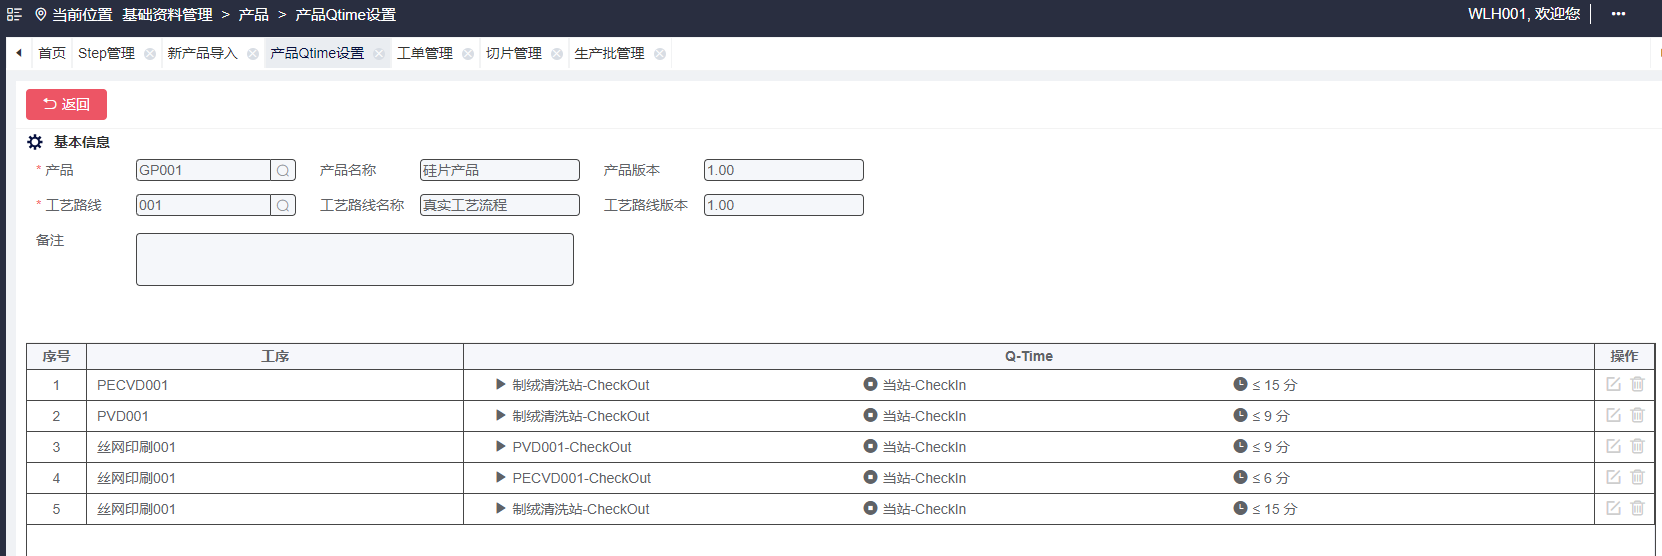 当前位置 基础资料管理 > 产品 > 产品Qtime设置 WLH001, 欢迎您
首页 Step管理 新产品导入 产品Qtime设置 工单管理 切片管理 生产批管理
返回
基本信息
* 产品 GP001 产品名称 硅片产品 产品版本 1.00
* 工艺路线 001 工艺路线名称 真实工艺流程 工艺路线版本 1.00
备注
序号 工序 Q-Time 操作
1 PECVD001 制绒清洗站-CheckOut 当站-CheckIn ≤ 15 分
2 PVD001 制绒清洗站-CheckOut 当站-CheckIn ≤ 9 分
3 丝网印刷001 PVD001-CheckOut 当站-CheckIn ≤ 9 分
4 丝网印刷001 PECVD001-CheckOut 当站-CheckIn ≤ 6 分
5 丝网印刷001 制绒清洗站-CheckOut 当站-CheckIn ≤ 15 分